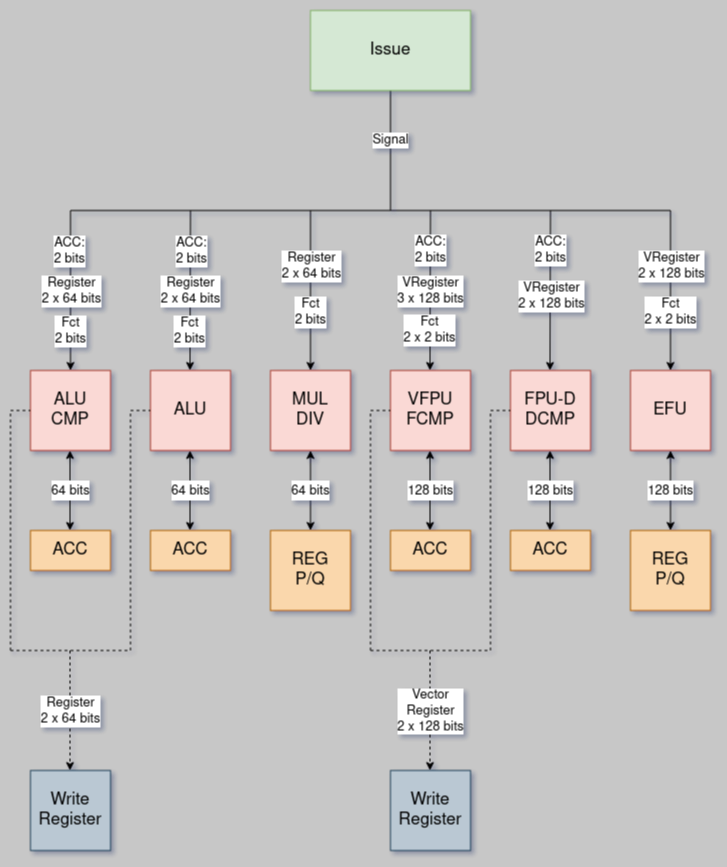 Issue
Signal
ACC:
2 bits
Register
2 x 64 bits
Fct
2 bits
ACC:
2 bits
Register
2 x 64 bits
Fct
2 bits
Register
2 x 64 bits
Fct
2 bits
ACC:
2 bits
VRegister
3 x 128 bits
Fct
2 x 2 bits
ACC:
2 bits
VRegister
2 x 128 bits
VRegister
2 x 128 bits
Fct
2 x 2 bits
ALU
CMP
ALU
MUL
DIV
VFPU
FCMP
FPU-D
DCMP
EFU
64 bits
64 bits
64 bits
128 bits
128 bits
128 bits
ACC
ACC
REG
P/Q
ACC
ACC
REG
P/Q
Register
2 x 64 bits
Vector
Register
2 x 128 bits
Write
Register
Write
Register